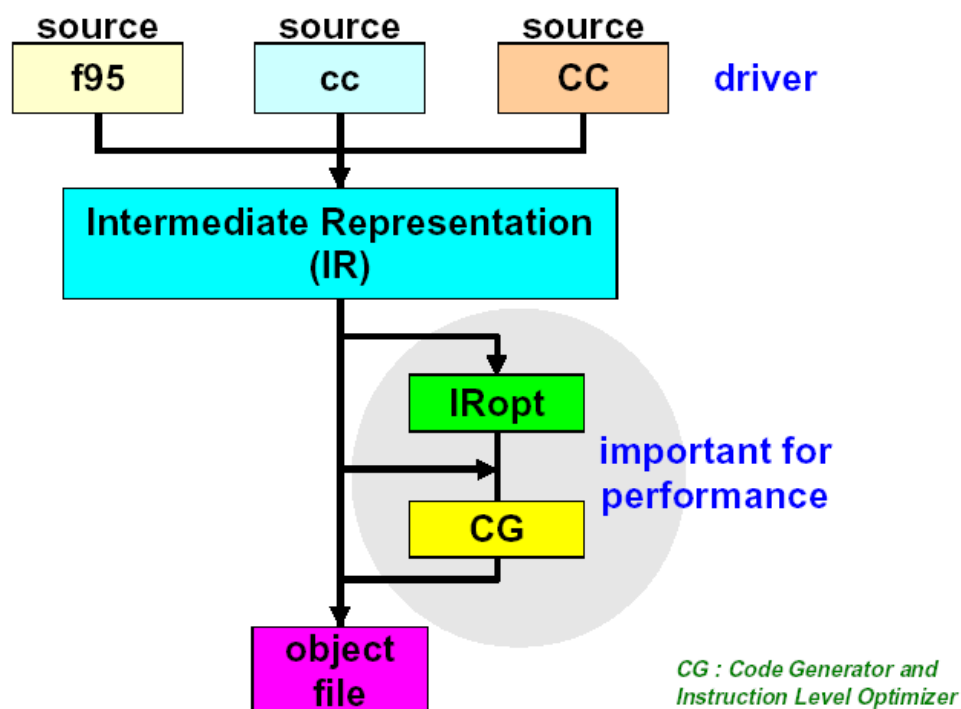 source
source
source
f95
cc
CC
driver
Intermediate Representation
(IR)
IRopt
important for
performance
CG
object
file
CG : Code Generator and
Instruction Level Optimizer